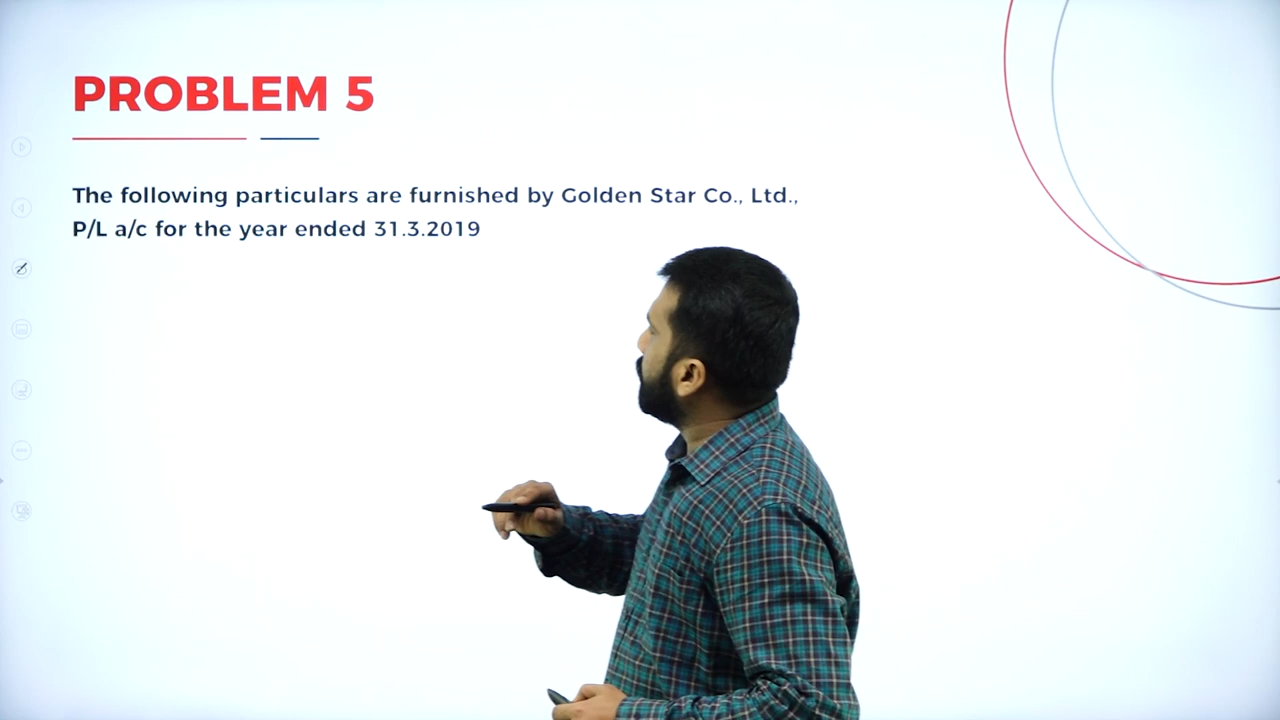 PROBLEM 5
The following particulars are furnished by Golden Star Co., Ltd.,
P/L a/c for the year ended 31.3.2019